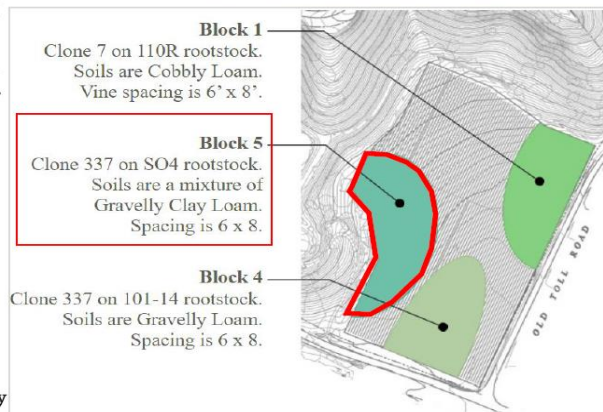 Block 1
Clone 7 on 110R rootstock.
Soils are Cobbly Loam.
Vine spacing is 6’ x 8’.
Block 5
Clone 337 on SO4 rootstock.
Soils are a mixture of
Gravelly Clay Loam.
Spacing is 6 x 8.
Block 4
Clone 337 on 101-14 rootstock.
Soils are Gravelly Loam.
Spacing is 6 x 8.
OLD TOLL ROAD
y